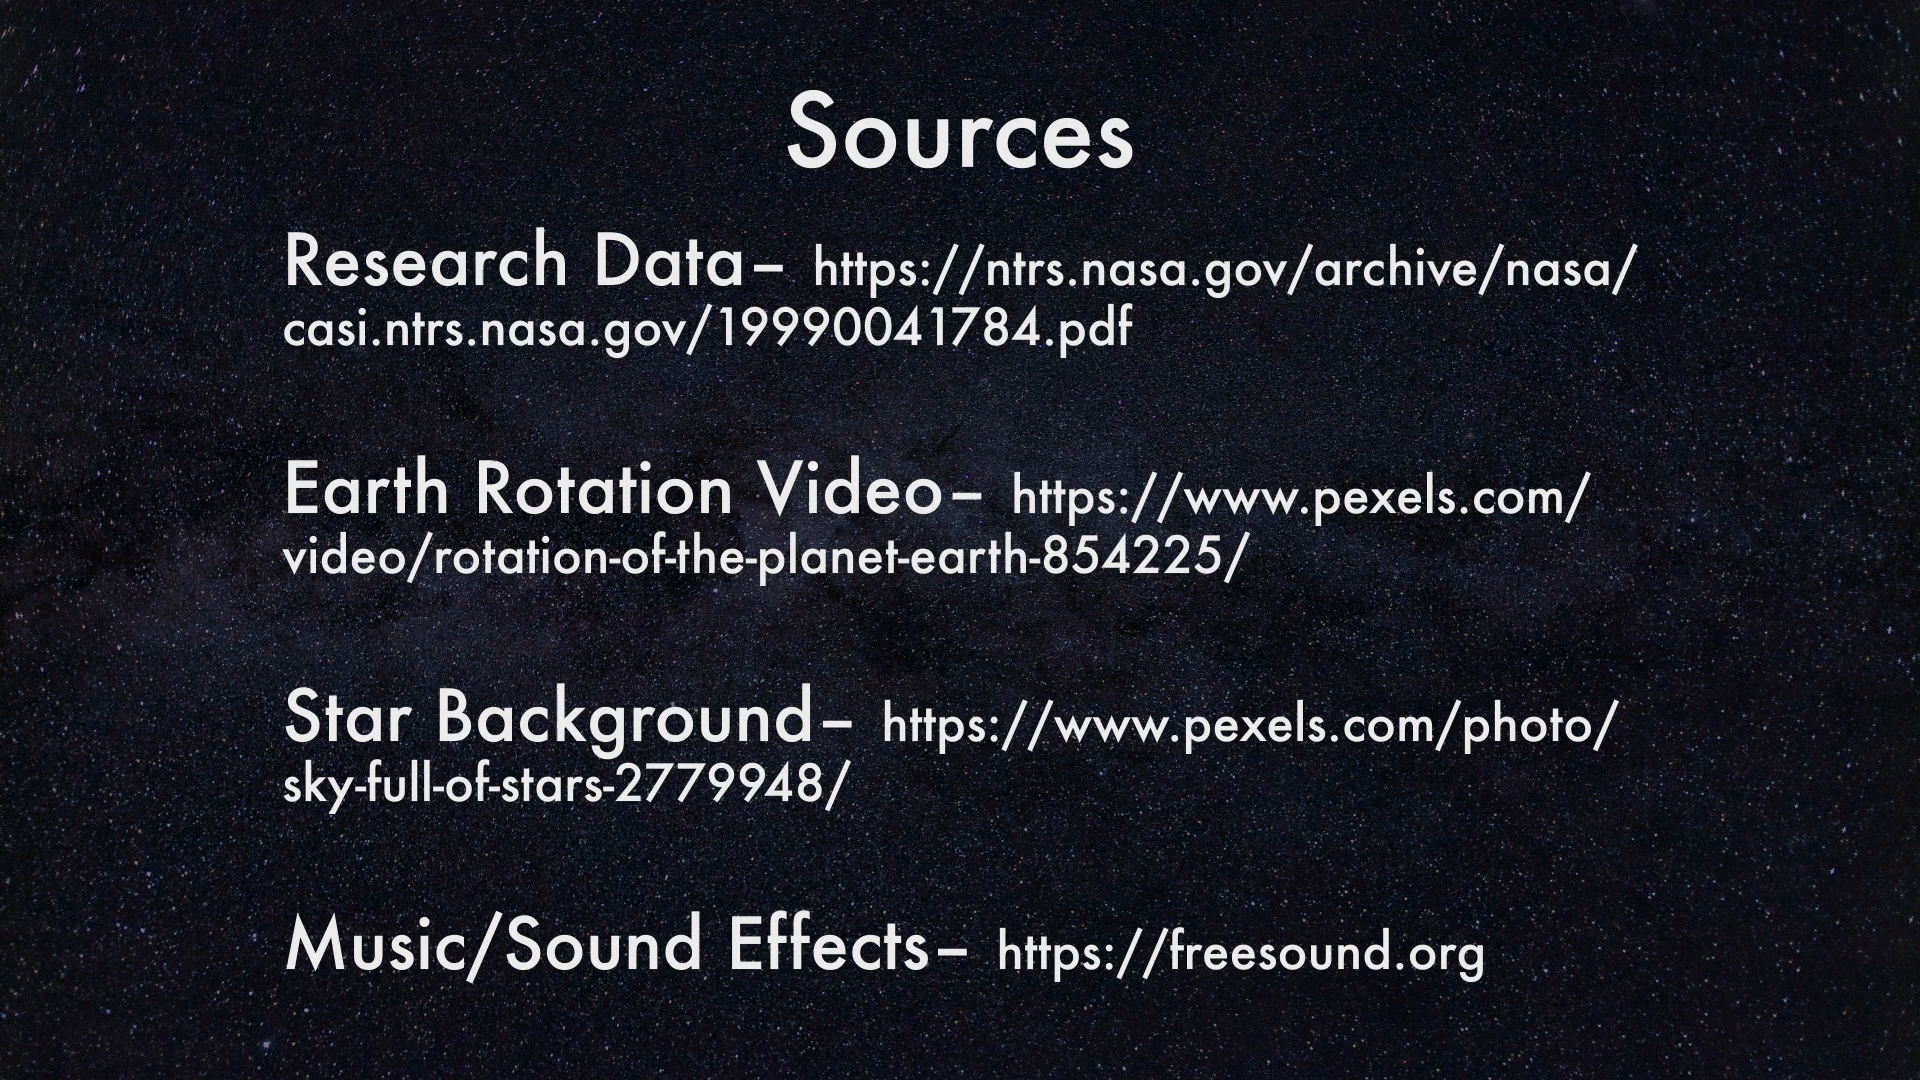 Sources
Research Data– https://ntrs.nasa.gov/archive/nasa/
casi.ntrs.nasa.gov/19990041784.pdf
Earth Rotation Video– https://www.pexels.com/
video/rotation-of-the-planet-earth-854225/
Star Background– https://www.pexels.com/photo/
sky-full-of-stars-2779948/
Music/Sound Effects– https://freesound.org